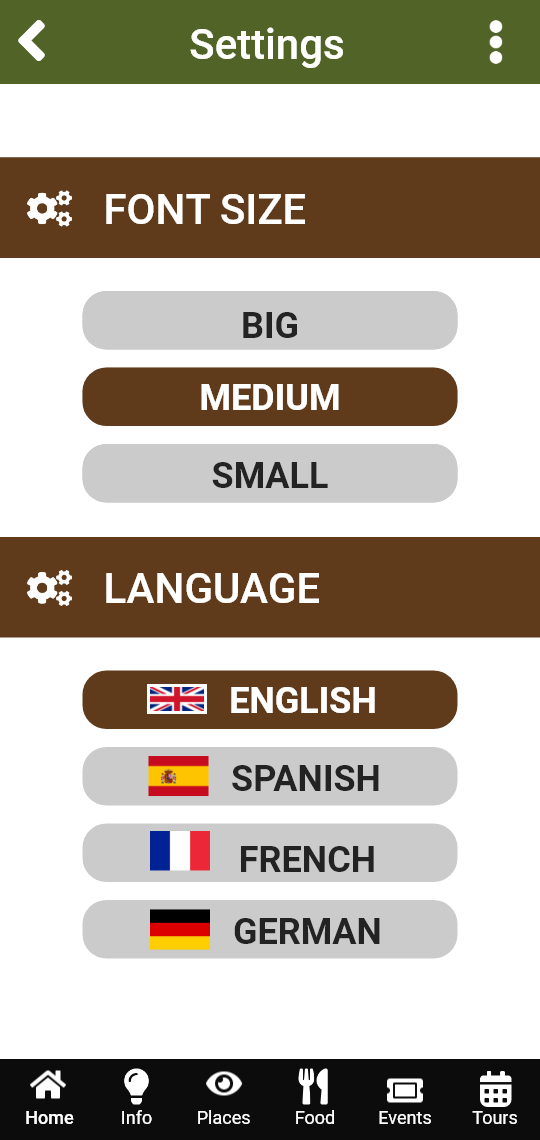 Settings
FONT SIZE
BIG
MEDIUM
SMALL
LANGUAGE
ENGLISH
SPANISH
FRENCH
GERMAN
Home Info Places Food Events Tours